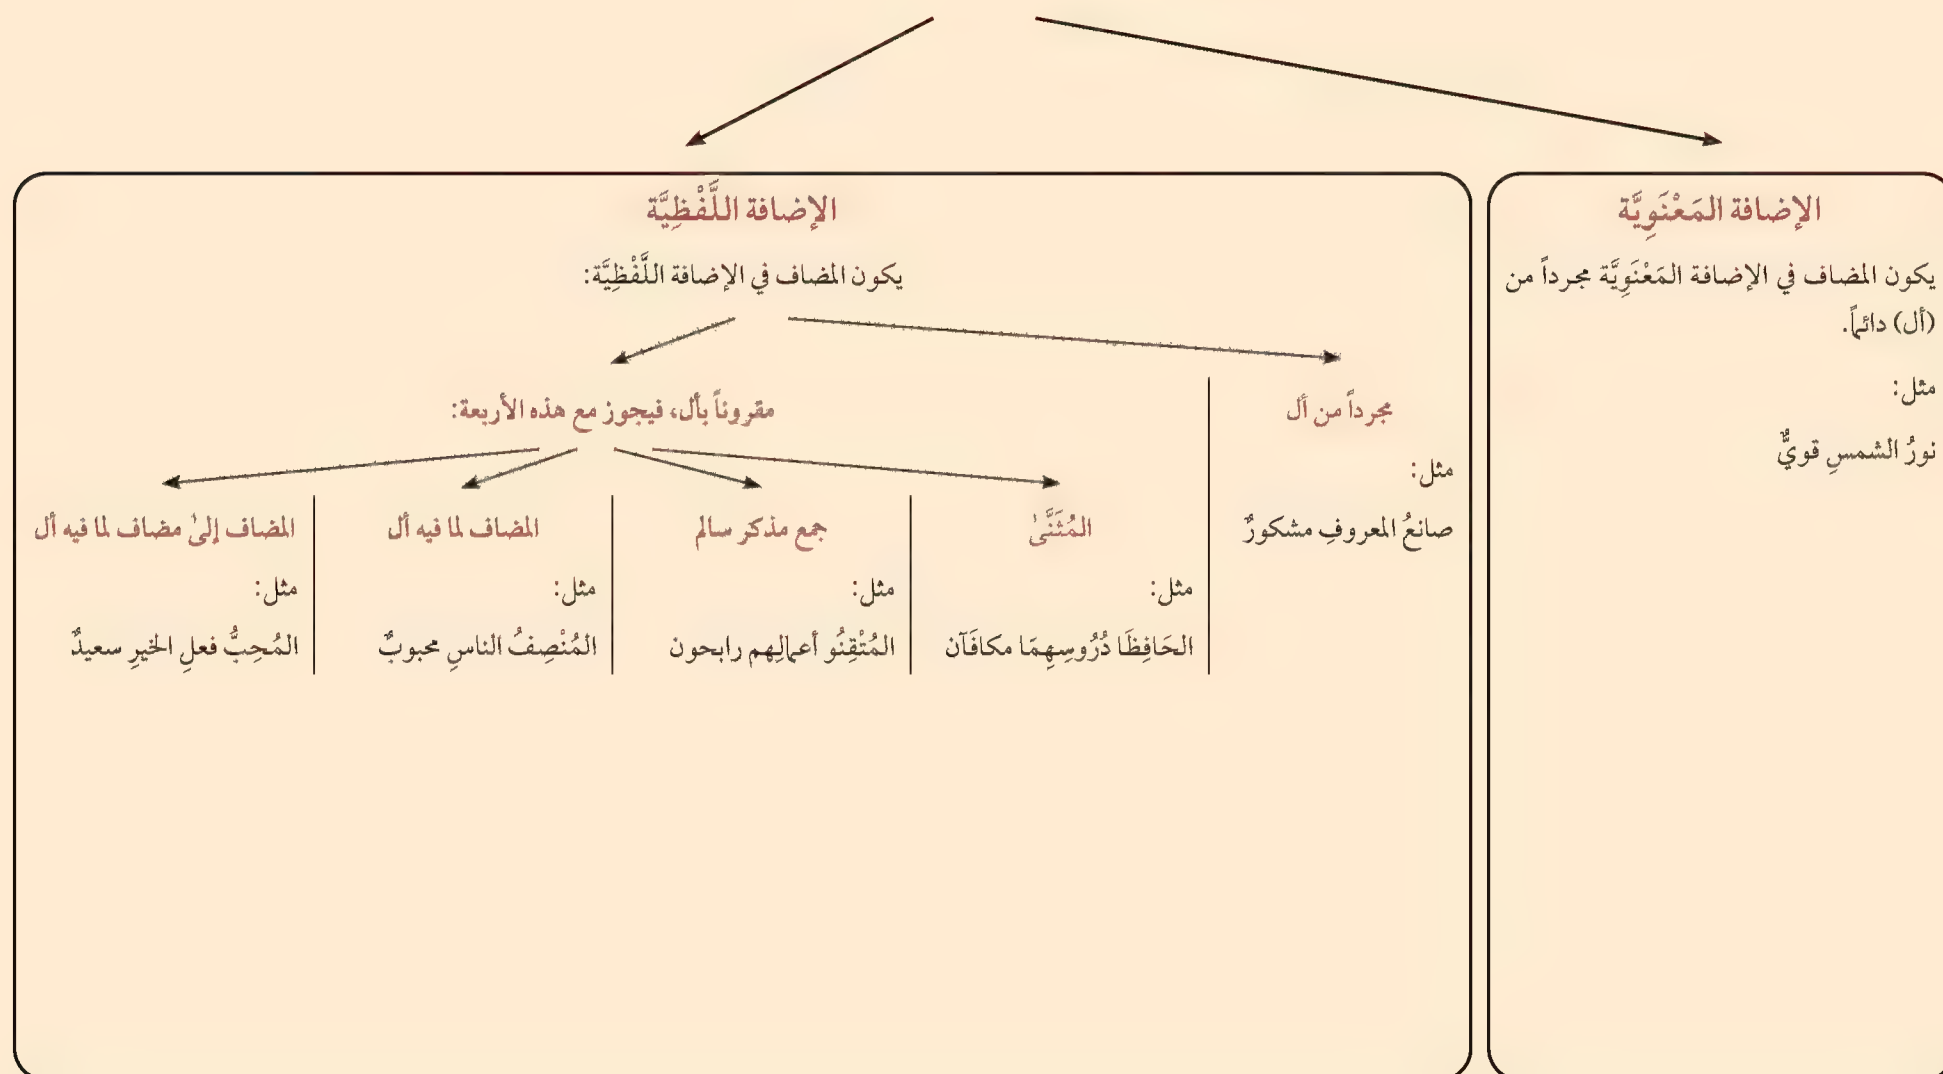 الإضافة المَعْنَوِيَّة
يكون المضاف في الإضافة المَعْنَوِيَّة مجرداً من
(أل) دائماً.
مثل:
نورُ الشمسِ قويٌّ
الإضافة اللَّفْظِيَّة
يكون المضاف في الإضافة اللَّفْظِيَّة:
مجرداً من أل
مثل:
صانعُ المعروفِ مشكورٌ
مقروناً بأل، فيجوز مع هذه الأربعة:
المُثَنَّىٰ
مثل:
الحَافِظَا دُرُوسِهِمَا مكافَآن
جمع مذكر سالم
مثل:
المُتْقِنُو أعمالِهم رابحون
المضاف لما فيه أل
مثل:
المُنْصِفُ الناسِ محبوبٌ
المضاف إلىٰ مضاف لما فيه أل
مثل:
المُحِبُّ فعلِ الخيرِ سعيدٌ